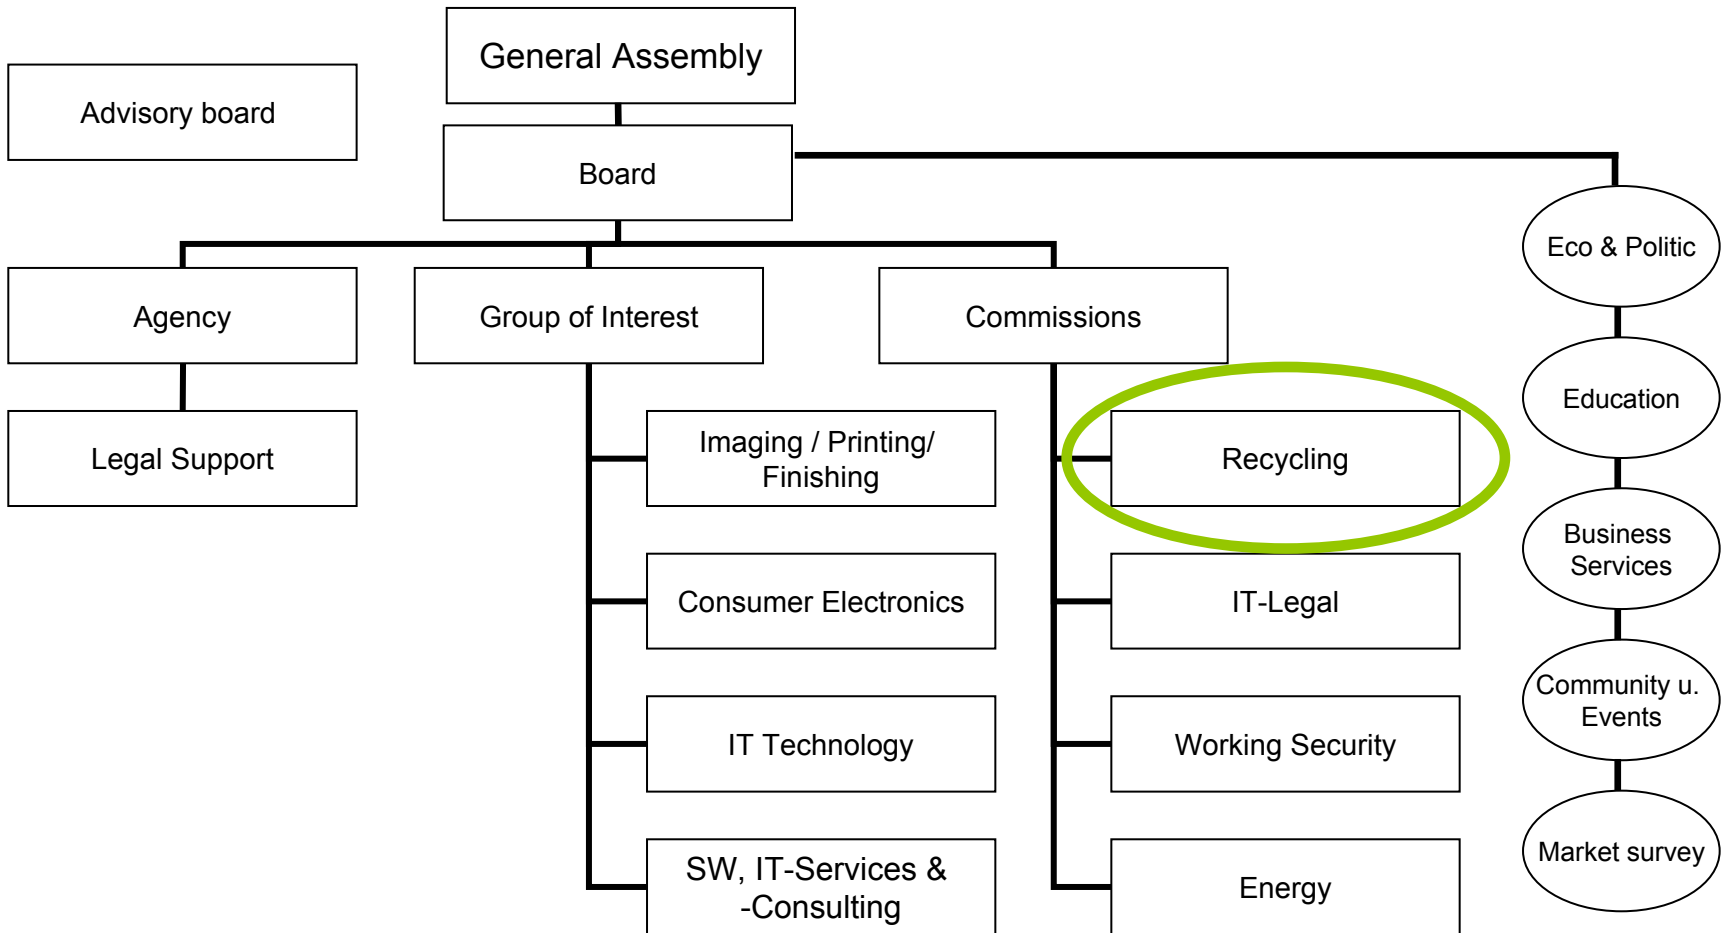 General Assembly
Advisory board
Board
Eco & Politic
Agency
Group of Interest
Commissions
Education
Legal Support
Imaging / Printing/
Finishing
Recycling
Business
Services
Consumer Electronics
IT-Legal
Community u.
Events
IT Technology
Working Security
Market survey
SW, IT-Services &
-Consulting
Energy